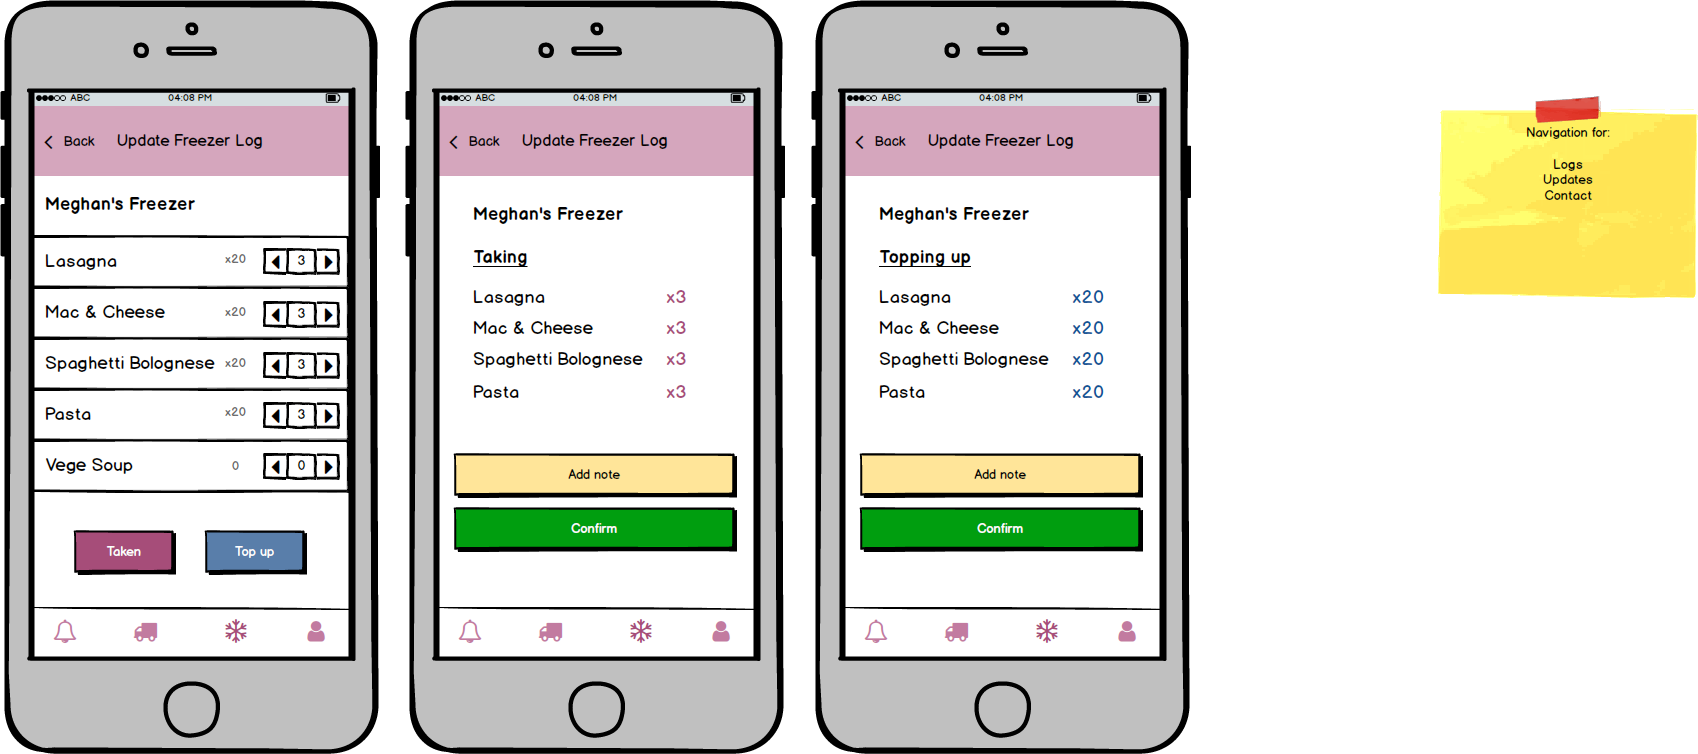 ABC 04:08 PM
Back Update Freezer Log
Meghan's Freezer
Lasagna x20 3
Mac & Cheese x20 3
Spaghetti Bolognese x20 3
Pasta x20 3
Vege Soup 0 0
Taken Top up
ABC 04:08 PM
Back Update Freezer Log
Meghan's Freezer
Taking
Lasagna x3
Mac & Cheese x3
Spaghetti Bolognese x3
Pasta x3
Add note
Confirm
ABC 04:08 PM
Back Update Freezer Log
Meghan's Freezer
Topping up
Lasagna x20
Mac & Cheese x20
Spaghetti Bolognese x20
Pasta x20
Add note
Confirm
Navigation for:
Logs
Updates
Contact